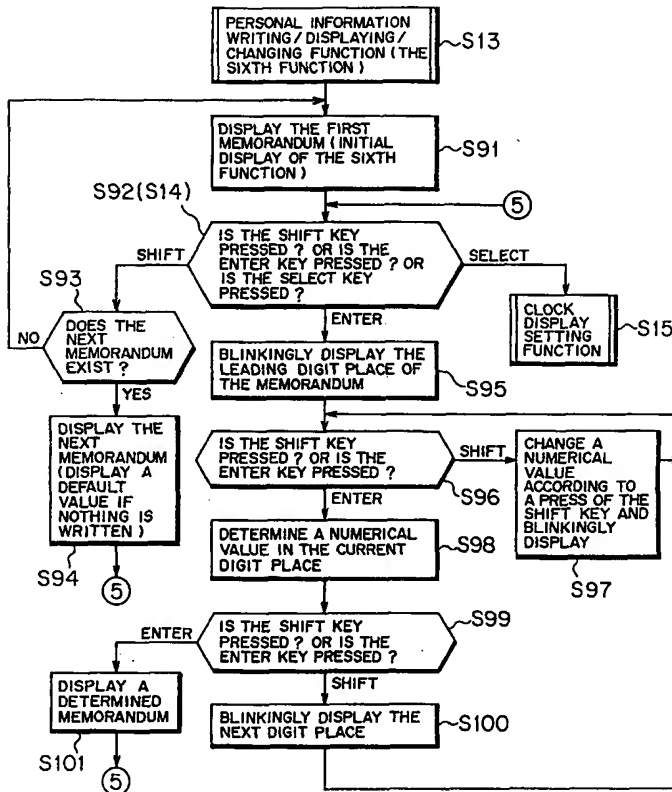 PERSONAL INFORMATION
WRITING/DISPLAYING/
CHANGING FUNCTION (THE
SIXTH FUNCTION)
S13
DISPLAY THE FIRST
MEMORANDUM (INITIAL
DISPLAY OF THE SIXTH
FUNCTION)
S91
5
S92(S14)
IS THE SHIFT KEY
PRESSED? OR IS THE
ENTER KEY PRESSED? OR
IS THE SELECT KEY
PRESSED?
SHIFT
SELECT
ENTER
S93
NO
DOES THE
NEXT
MEMORANDUM
EXIST?
YES
CLOCK
DISPLAY
SETTING
FUNCTION
S15
BLINKINGLY DISPLAY THE
LEADING DIGIT PLACE OF
THE MEMORANDUM
S95
DISPLAY THE
NEXT
MEMORANDUM
(DISPLAY A
DEFAULT
VALUE IF
NOTHING IS
WRITTEN)
S94
5
IS THE SHIFT KEY
PRESSED? OR IS THE
ENTER KEY PRESSED?
S96
SHIFT
ENTER
CHANGE A
NUMERICAL
VALUE
ACCORDING TO
A PRESS OF THE
SHIFT KEY AND
BLINKINGLY
DISPLAY
S97
DETERMINE A NUMERICAL
VALUE IN THE CURRENT
DIGIT PLACE
S98
IS THE SHIFT KEY
PRESSED? OR IS THE
ENTER KEY PRESSED?
S99
ENTER
SHIFT
DISPLAY A
DETERMINED
MEMORANDUM
S101
5
BLINKINGLY DISPLAY THE
NEXT DIGIT PLACE
S100